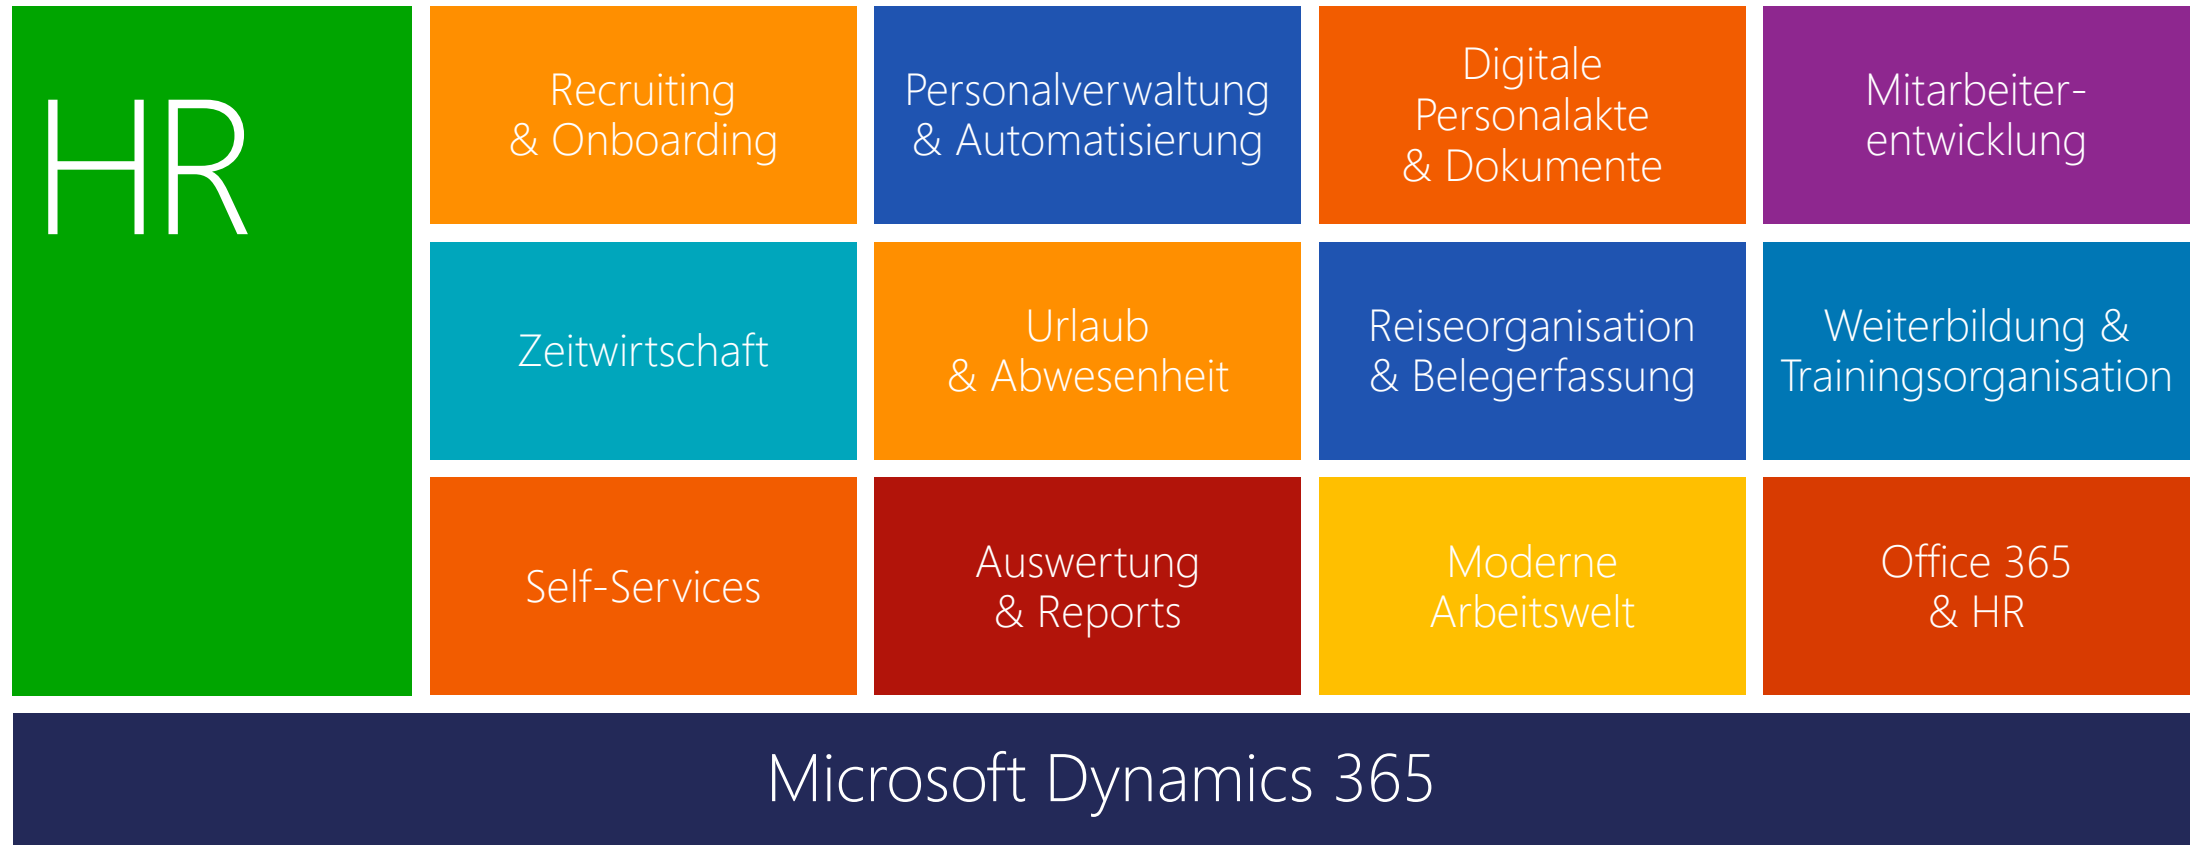 HR
Recruiting
& Onboarding
Personalverwaltung
& Automatisierung
Digitale
Personalakte
& Dokumente
Mitarbeiter-
entwicklung
Zeitwirtschaft
Urlaub
& Abwesenheit
Reiseorganisation
& Belegerfassung
Weiterbildung &
Trainingsorganisation
Self-Services
Auswertung
& Reports
Moderne
Arbeitswelt
Office 365
& HR
Microsoft Dynamics 365